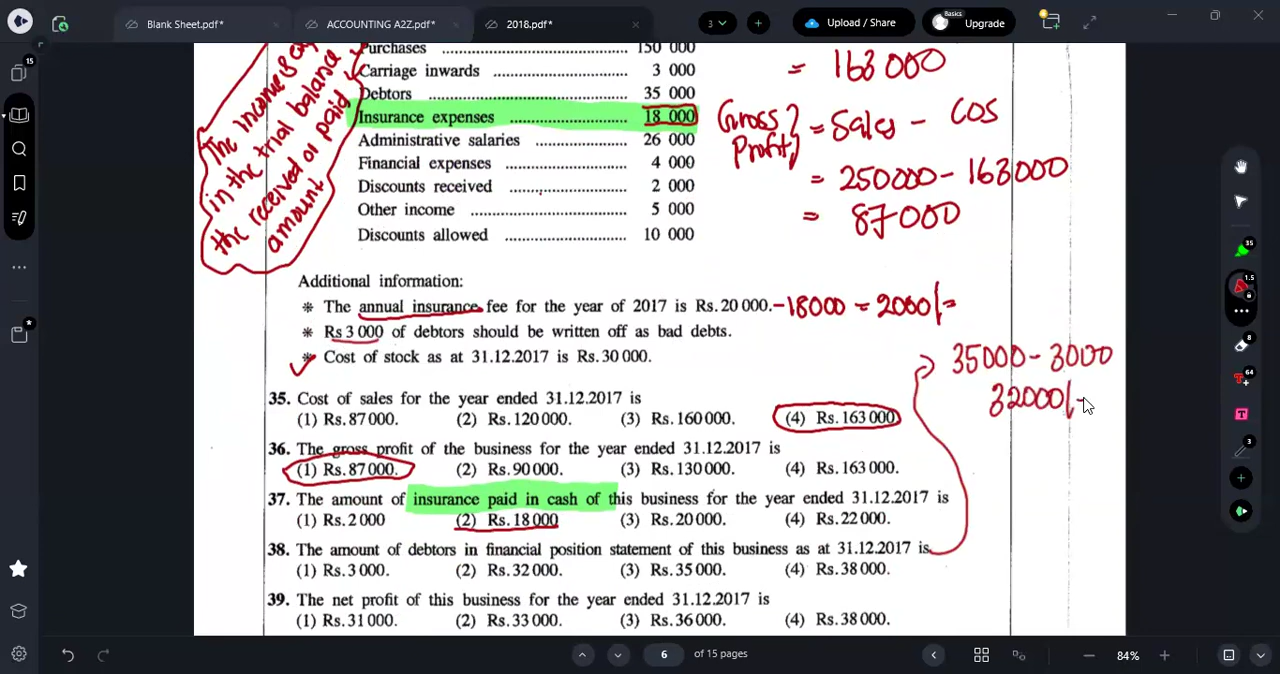 Blank Sheet.pdf*
ACCOUNTING A2Z.pdf*
2018.pdf*
3
Upload / Share
Basics
Upgrade
15
The income & exp
in the trial balance
the received or paid
amount.
Purchases ................................ 150 000
Carriage inwards ................................ 3 000
Debtors ................................ 35 000
Insurance expenses ................................ 18 000
Administrative salaries ................................ 26 000
Financial expenses ................................ 4 000
Discounts received ................................ 2 000
Other income ................................ 5 000
Discounts allowed ................................ 10 000
= 163000
Gross Profit } = Sales - COS
= 250000 - 163000
= 87000
Additional information:
* The annual insurance fee for the year of 2017 is Rs. 20 000. -18000 = 2000/=
* Rs 3 000 of debtors should be written off as bad debts.
* Cost of stock as at 31.12.2017 is Rs. 30 000.
35000 - 3000
32000/-
35. Cost of sales for the year ended 31.12.2017 is
(1) Rs. 87 000. (2) Rs. 120 000. (3) Rs. 160 000. (4) Rs. 163 000
36. The gross profit of the business for the year ended 31.12.2017 is
(1) Rs. 87 000. (2) Rs. 90 000. (3) Rs. 130 000. (4) Rs. 163 000.
37. The amount of insurance paid in cash of this business for the year ended 31.12.2017 is
(1) Rs. 2 000 (2) Rs. 18 000 (3) Rs. 20 000. (4) Rs. 22 000.
38. The amount of debtors in financial position statement of this business as at 31.12.2017 is
(1) Rs. 3 000. (2) Rs. 32 000. (3) Rs. 35 000. (4) Rs. 38 000.
39. The net profit of this business for the year ended 31.12.2017 is
(1) Rs. 31 000. (2) Rs. 33 000. (3) Rs. 36 000. (4) Rs. 38 000.
35
1.5
8
64
3
6 of 15 pages
84%